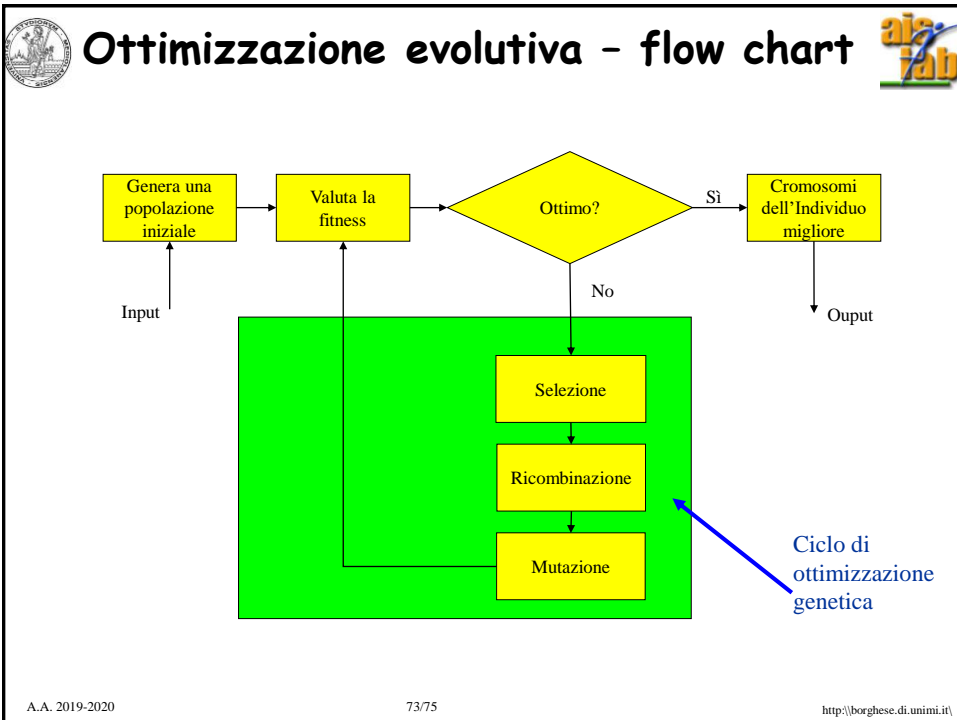 Ottimizzazione evolutiva – flow chart
Genera una
popolazione
iniziale
Valuta la
fitness
Ottimo?
Sì
Cromosomi
dell'Individuo
migliore
No
Input
Ouput
Selezione
Ricombinazione
Mutazione
Ciclo di
ottimizzazione
genetica
A.A. 2019-2020
73/75
http:\\borghese.di.unimi.it\